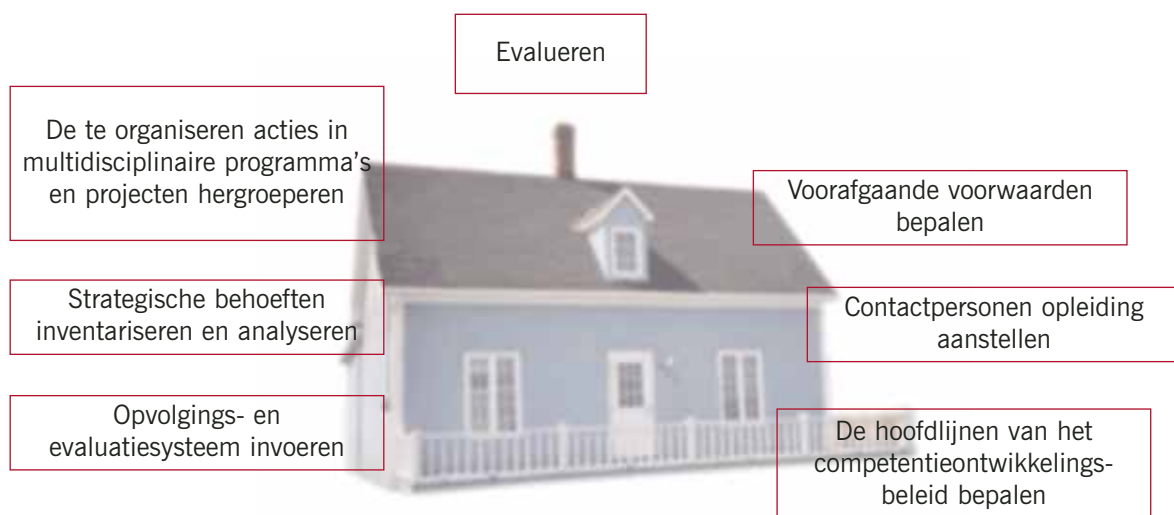 Evalueren
De te organiseren acties in
multidisciplinaire programma's
en projecten hergroeperen
Voorafgaande voorwaarden
bepalen
Strategische behoeften
inventariseren en analyseren
Contactpersonen opleiding
aanstellen
Opvolgings- en
evaluatiesysteem invoeren
De hoofdlijnen van het
competentieontwikkelings-
beleid bepalen